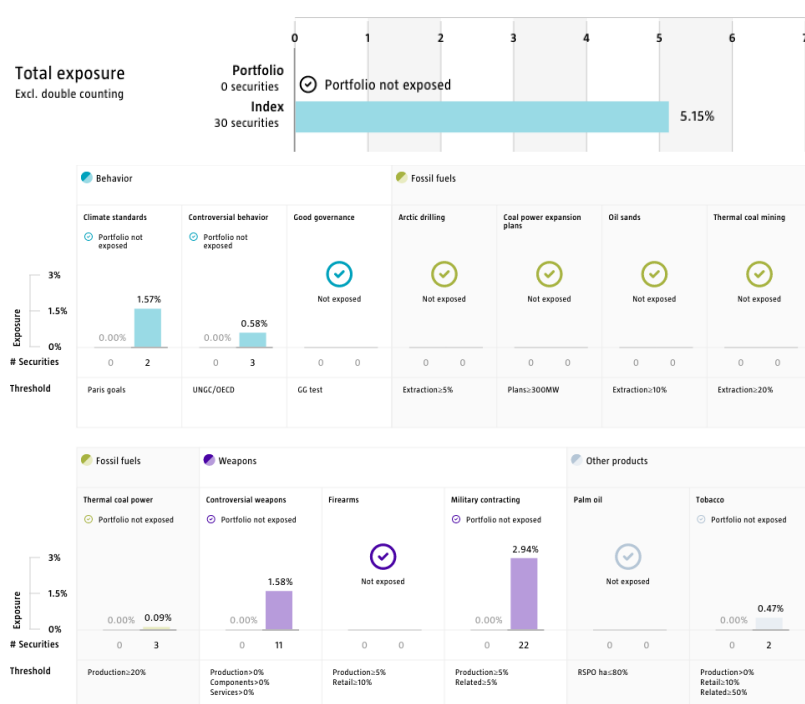 0 1 2 3 4 5 6 7
Total exposure
Excl. double counting
Portfolio
0 securities
Portfolio not exposed
Index
30 securities
5.15%
Behavior
Fossil fuels
Climate standards
Controversial behavior
Good governance
Arctic drilling
Coal power expansion
plans
Oil sands
Thermal coal mining
Portfolio not
exposed
Portfolio not
exposed
Not exposed
Not exposed
Not exposed
Not exposed
Not exposed
Exposure
3%
1.5%
0%
0.00% 1.57%
0.00% 0.58%
# Securities 0 2 0 3 0 0 0 0 0 0 0 0 0 0
Threshold
Paris goals
UNGC/OECD
GG test
Extraction≥5%
Plans≥300MW
Extraction≥10%
Extraction≥20%
Fossil fuels
Weapons
Other products
Thermal coal power
Controversial weapons
Firearms
Military contracting
Palm oil
Tobacco
Portfolio not exposed
Portfolio not exposed
Not exposed
Portfolio not exposed
Not exposed
Portfolio not exposed
Exposure
3%
1.5%
0%
0.00% 0.09%
0.00% 1.58%
0.00% 2.94%
0.00% 0.47%
# Securities 0 3 0 11 0 0 0 22 0 0 0 2
Threshold
Production≥20%
Production>0%
Components>0%
Services>0%
Production≥5%
Retail≥10%
Production≥5%
Related≥5%
RSPO ha≤80%
Production>0%
Retail≥10%
Related≥50%